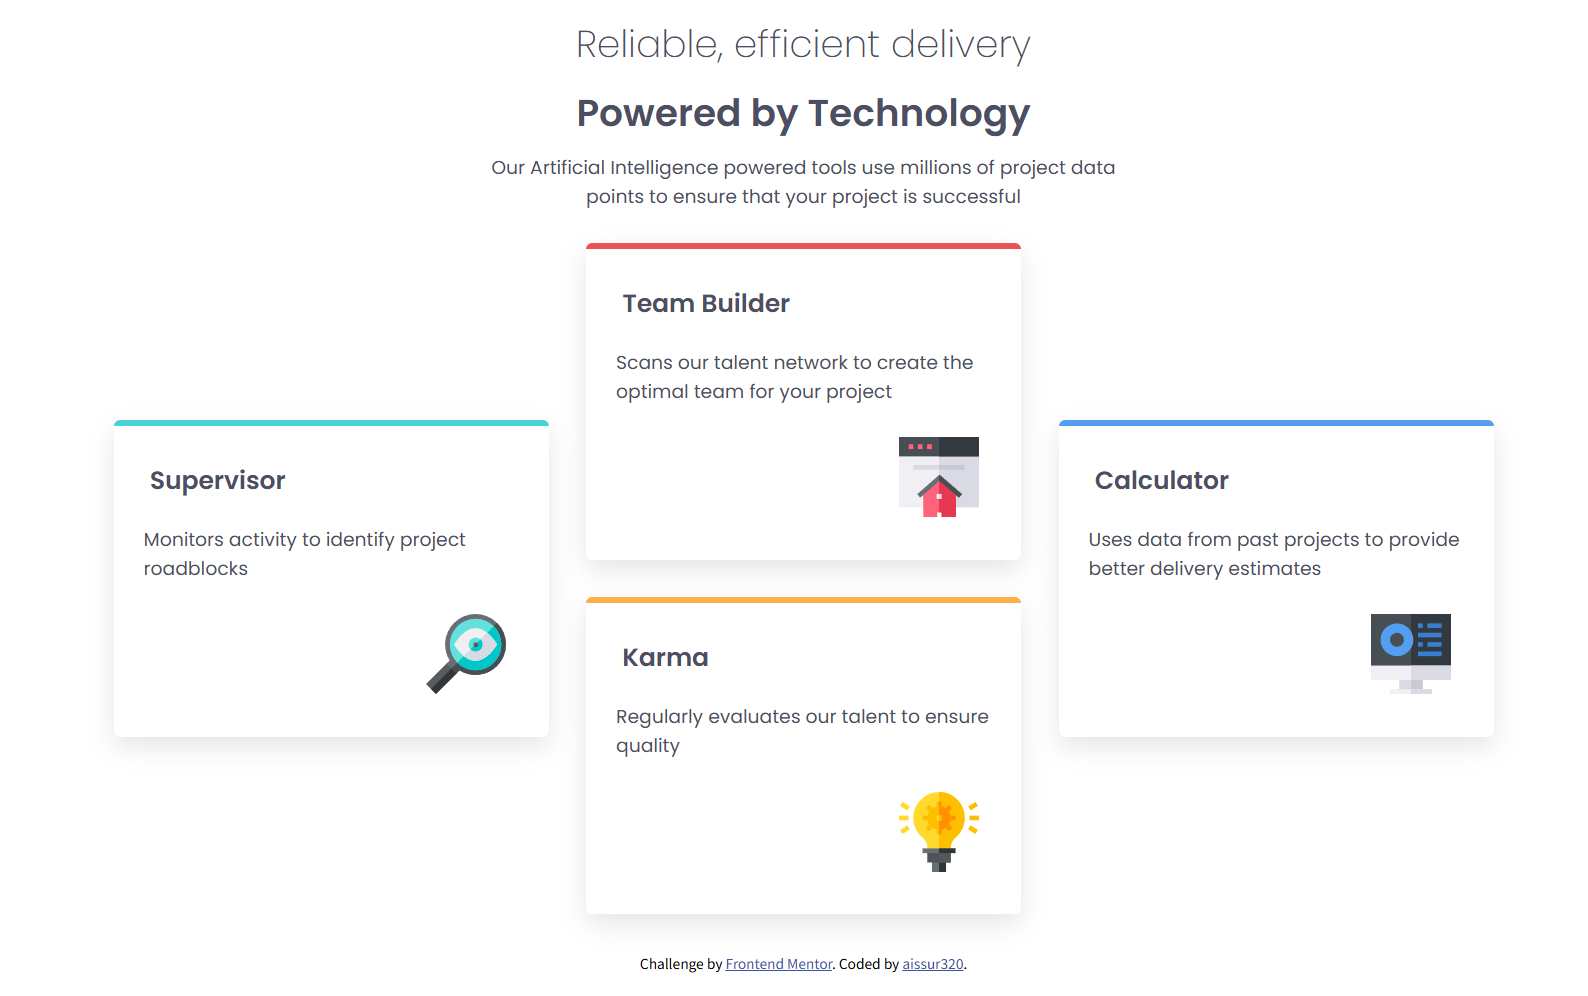 Reliable, efficient delivery
Powered by Technology
Our Artificial Intelligence powered tools use millions of project data
points to ensure that your project is successful
Supervisor
Monitors activity to identify project
roadblocks
Team Builder
Scans our talent network to create the
optimal team for your project
Karma
Regularly evaluates our talent to ensure
quality
Calculator
Uses data from past projects to provide
better delivery estimates
Challenge by Frontend Mentor. Coded by aissur320.